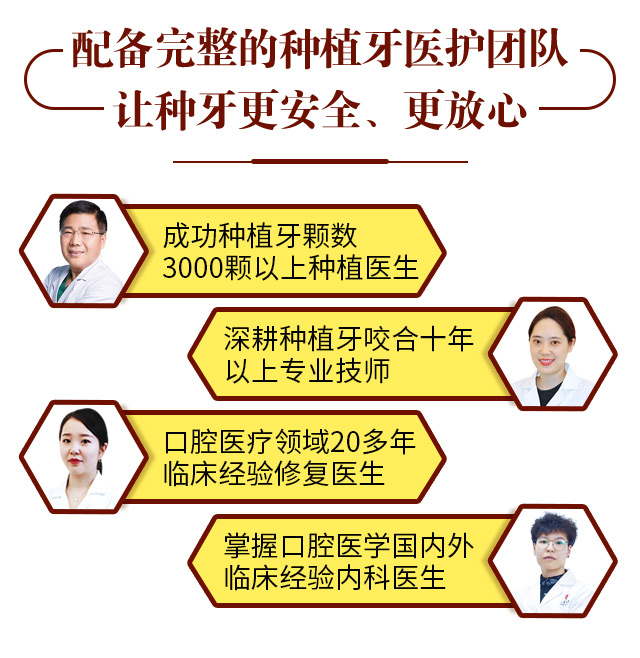 配备完整的种植牙医护团队
让种牙更安全、更放心
成功种植牙颗数
3000颗以上种植医生
深耕种植牙咬合十年
以上专业技师
口腔医疗领域20多年
临床经验修复医生
掌握口腔医学国内外
临床经验内科医生